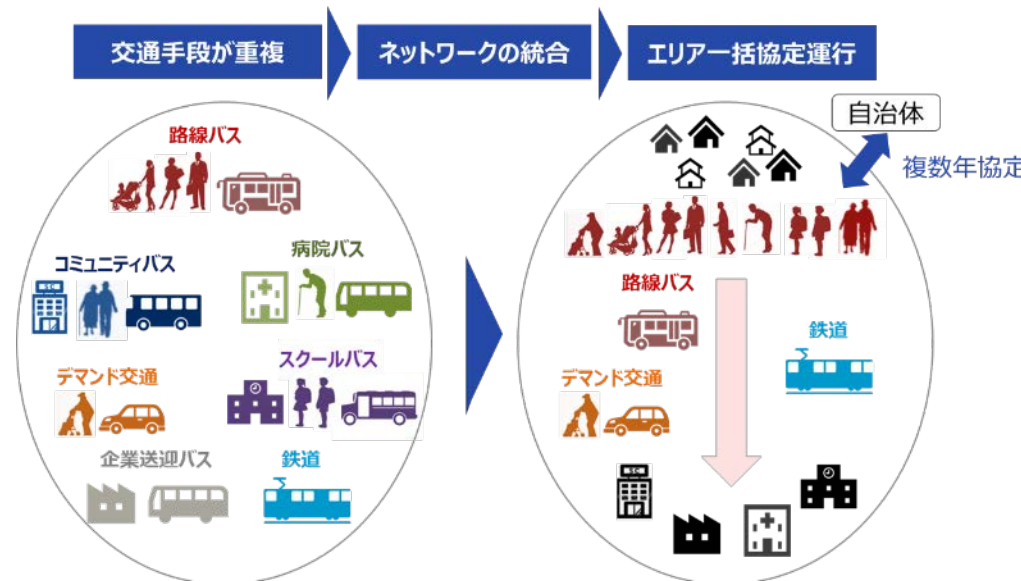 交通手段が重複
ネットワークの統合
エリア一括協定運行
路線バス
コミュニティバス
病院バス
デマンド交通
スクールバス
企業送迎バス
鉄道
自治体
複数年協定
路線バス
鉄道
デマンド交通
SC
SC